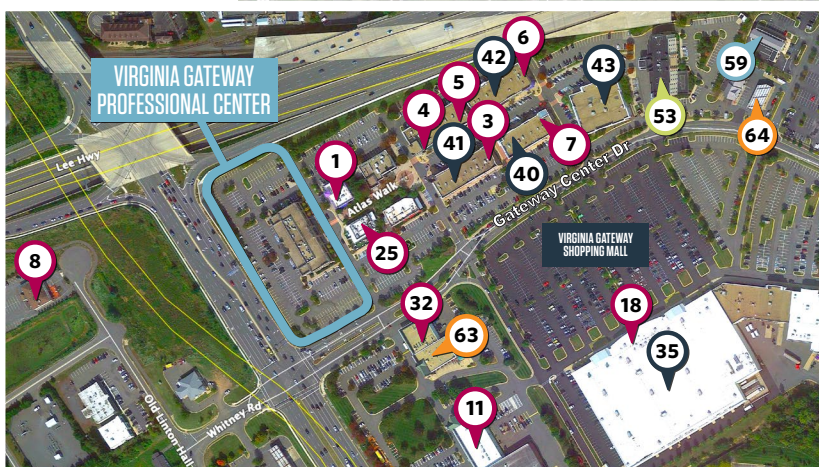 6
42
43
59
VIRGINIA GATEWAY
PROFESSIONAL CENTER
5
53
4
3
64
41
7
40
Lee Hwy
1
Atlas Walk
Gateway Center Dr
VIRGINIA GATEWAY
SHOPPING MALL
25
8
32
18
63
35
11
Old Linton Hall
Whitney Rd